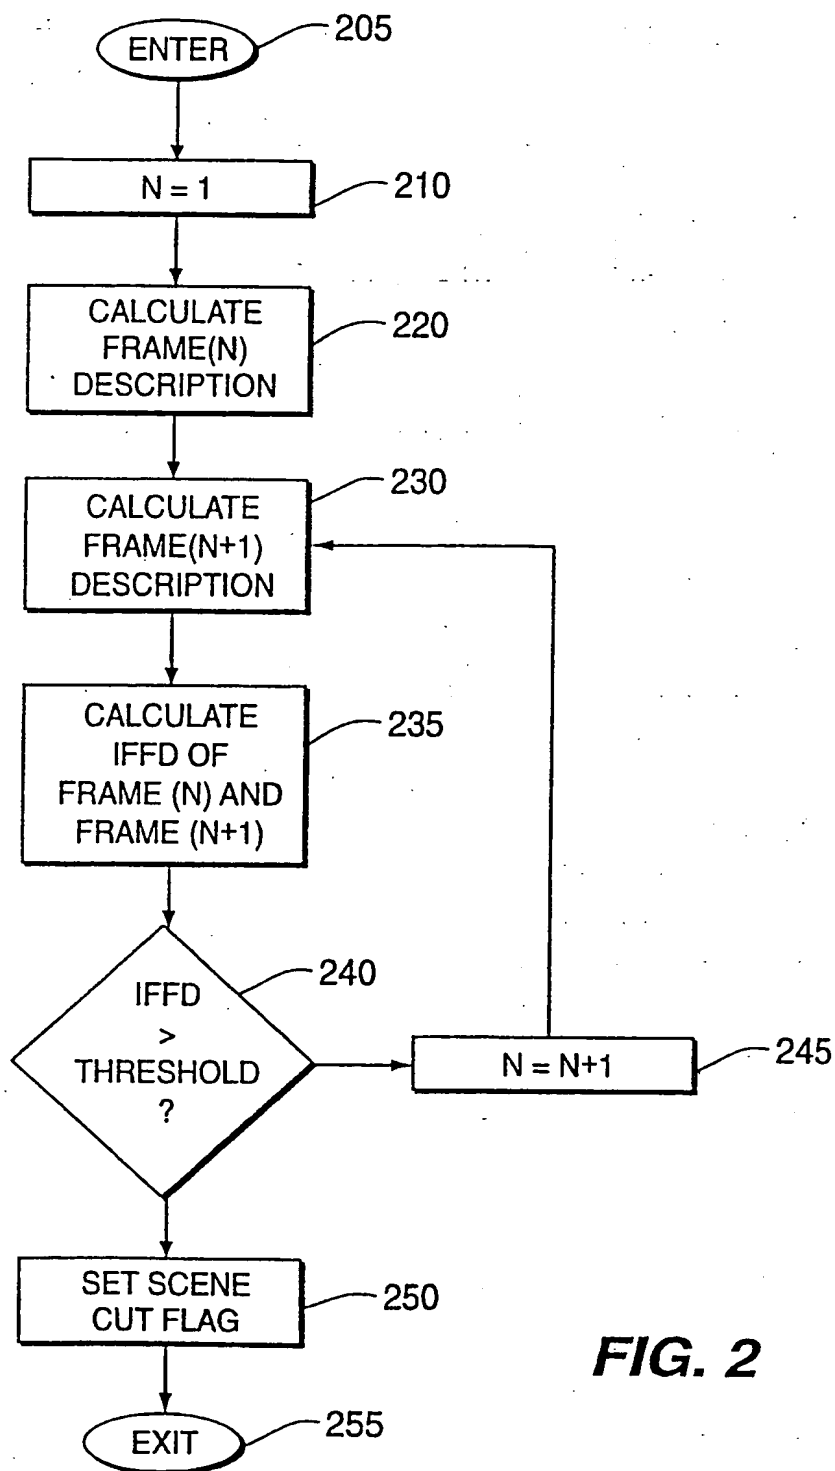 ENTER
205
N = 1
210
CALCULATE
FRAME(N)
DESCRIPTION
220
CALCULATE
FRAME(N+1)
DESCRIPTION
230
CALCULATE
IFFD OF
FRAME (N) AND
FRAME (N+1)
235
IFFD
>
THRESHOLD
?
240
N = N+1
245
SET SCENE
CUT FLAG
250
EXIT
255
FIG. 2